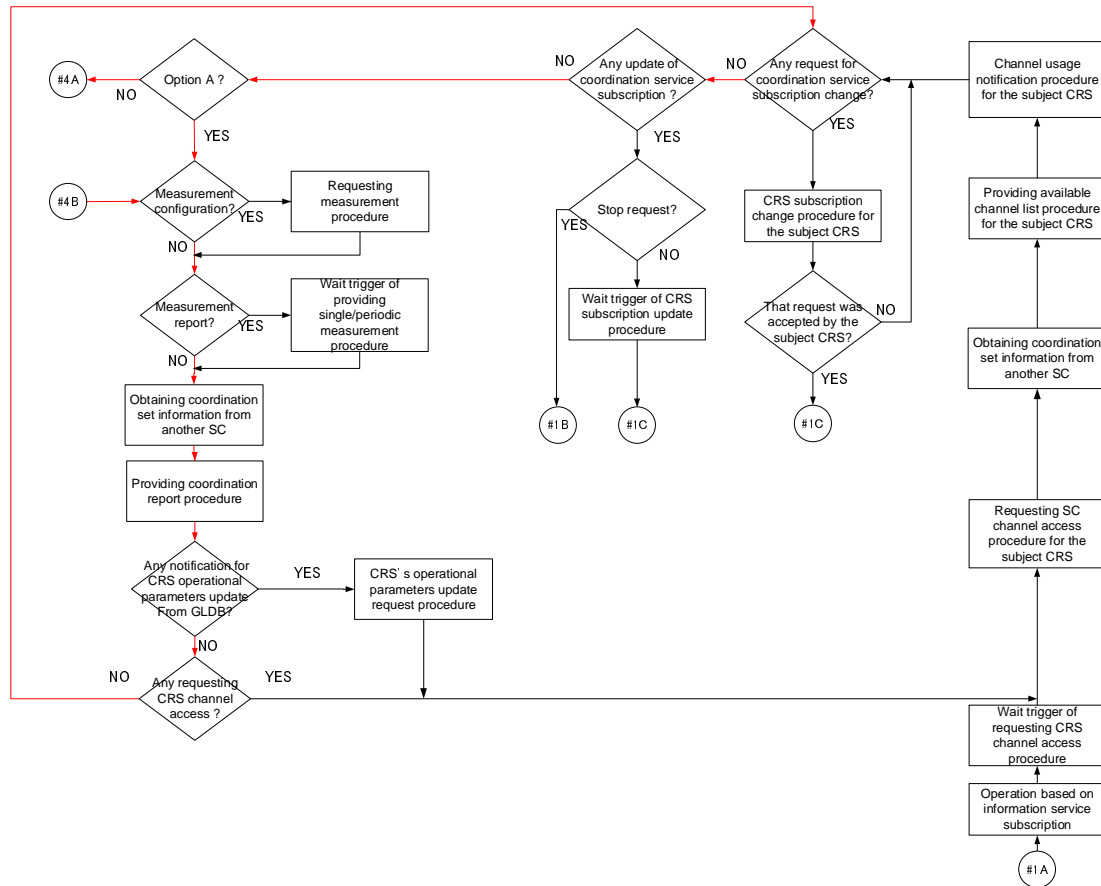 #4A
Option A ?
NO
YES
NO
Any update of
coordination service
subscription ?
YES
NO
Any request for
coordination service
subscription change?
YES
Channel usage
notification procedure
for the subject CRS
#4B
Measurement
configuration?
YES
NO
Requesting
measurement
procedure
Stop request?
YES
NO
CRS subscription
change procedure for
the subject CRS
Providing available
channel list procedure
for the subject CRS
Measurement
report?
YES
NO
Wait trigger of
providing
single/periodic
measurement
procedure
Wait trigger of CRS
subscription update
procedure
That request was
accepted by the
subject CRS?
NO
YES
Obtaining coordination
set information from
another SC
Obtaining coordination
set information from
another SC
#1B
#1C
#1C
Providing coordination
report procedure
Requesting SC
channel access
procedure for the
subject CRS
Any notification for
CRS operational
parameters update
From GLDB?
YES
NO
CRS' s operational
parameters update
request procedure
NO
Any requesting
CRS channel
access ?
YES
Wait trigger of
requesting CRS
channel access
procedure
Operation based on
information service
subscription
#1A